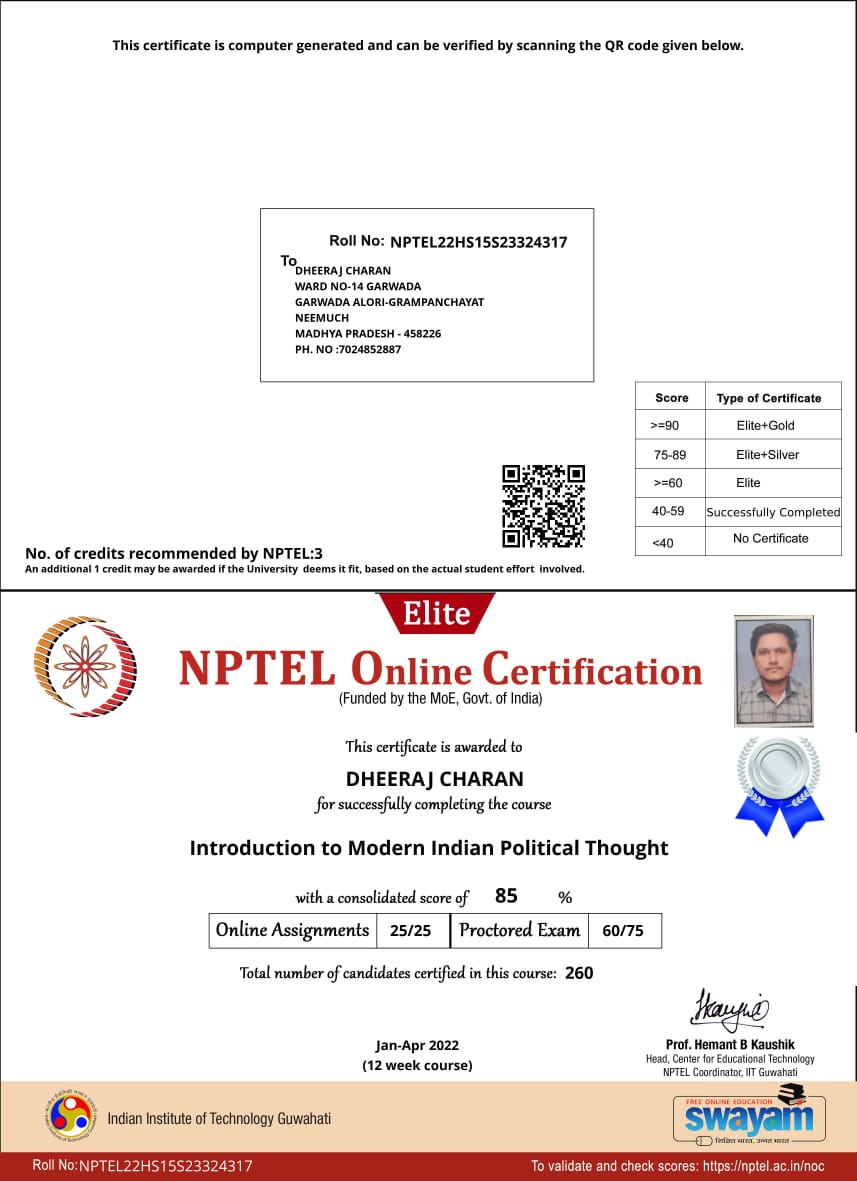 This certificate is computer generated and can be verified by scanning the QR code given below.
Roll No: NPTEL22HS15S23324317
To
DHEERAJ CHARAN
WARD NO-14 GARWADA
GARWADA ALORI-GRAMPANCHAYAT
NEEMUCH
MADHYA PRADESH - 458226
PH. NO :7024852887
Score Type of Certificate
>=90 Elite+Gold
75-89 Elite+Silver
>=60 Elite
40-59 Successfully Completed
<40 No Certificate
No. of credits recommended by NPTEL:3
An additional 1 credit may be awarded if the University deems it fit, based on the actual student effort involved.
Elite
NPTEL Online Certification
(Funded by the MoE, Govt. of India)
This certificate is awarded to
DHEERAJ CHARAN
for successfully completing the course
Introduction to Modern Indian Political Thought
with a consolidated score of 85 %
Online Assignments 25/25 Proctored Exam 60/75
Total number of candidates certified in this course: 260
Jan-Apr 2022
(12 week course)
Prof. Hemant B Kaushik
Head, Center for Educational Technology
NPTEL Coordinator, IIT Guwahati
Indian Institute of Technology Guwahati
FREE ONLINE EDUCATION
swayam
शिक्षित भारत, उन्नत भारत
Roll No: NPTEL22HS15S23324317
To validate and check scores: https://nptel.ac.in/noc